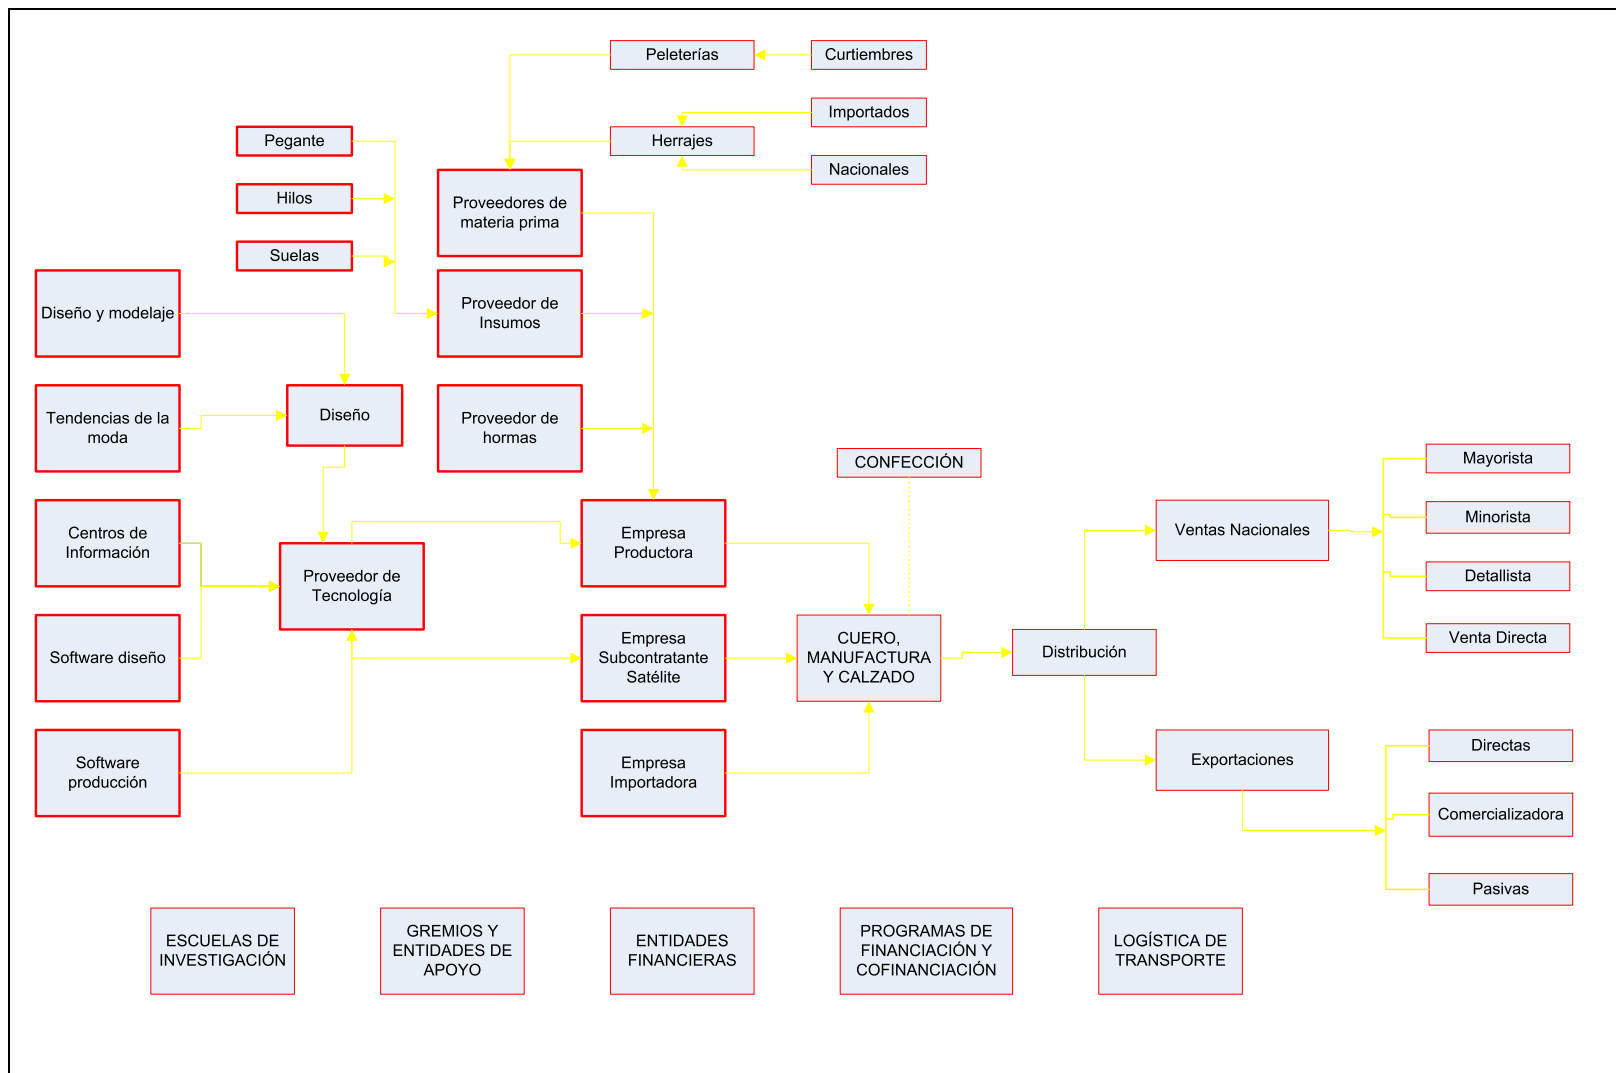 Peleterías
Curtiembres
Importados
Pegante
Herrajes
Nacionales
Hilos
Proveedores de
materia prima
Suelas
Diseño y modelaje
Proveedor de
Insumos
Tendencias de la
moda
Diseño
Proveedor de
hormas
CONFECCIÓN
Mayorista
Centros de
Información
Empresa
Productora
Ventas Nacionales
Minorista
Proveedor de
Tecnología
Detallista
Software diseño
Empresa
Subcontratante
Satélite
CUERO,
MANUFACTURA
Y CALZADO
Distribución
Venta Directa
Software
producción
Empresa
Importadora
Exportaciones
Directas
Comercializadora
Pasivas
ESCUELAS DE
INVESTIGACIÓN
GREMIOS Y
ENTIDADES DE
APOYO
ENTIDADES
FINANCIERAS
PROGRAMAS DE
FINANCIACIÓN Y
COFINANCIACIÓN
LOGÍSTICA DE
TRANSPORTE